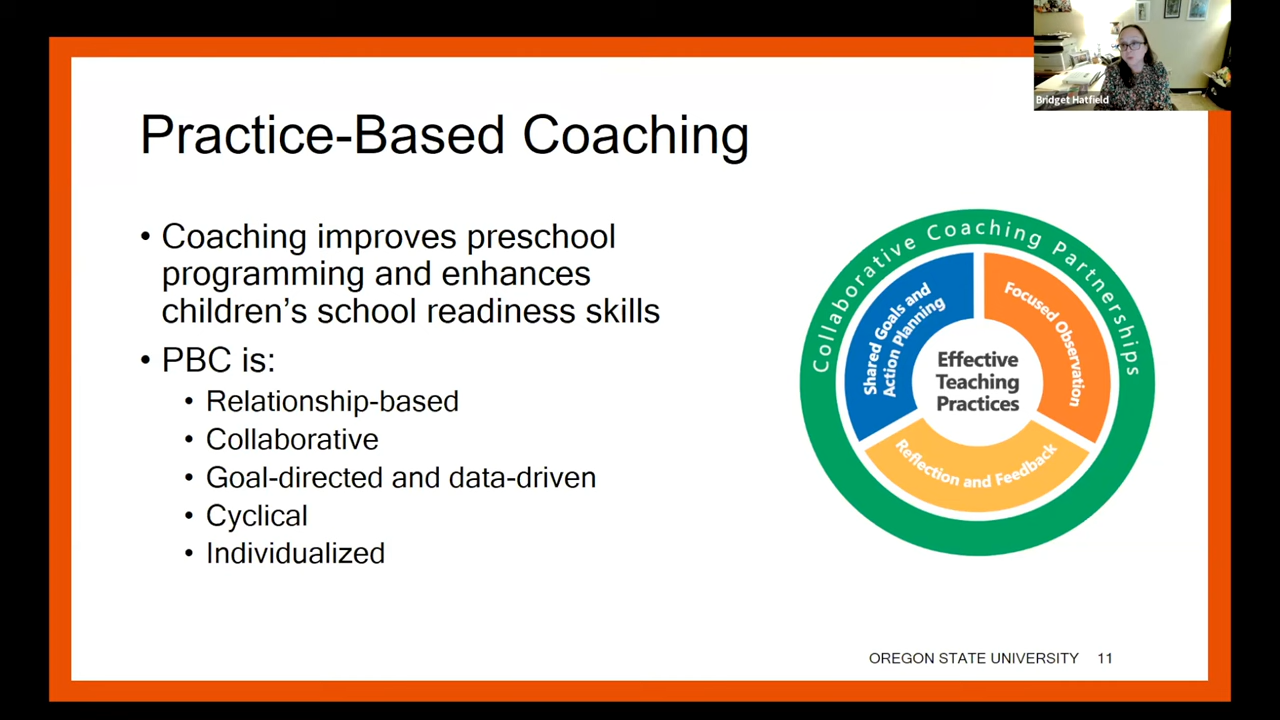 Bridget Hatfield
Practice-Based Coaching
• Coaching improves preschool
programming and enhances
children’s school readiness skills
• PBC is:
• Relationship-based
• Collaborative
• Goal-directed and data-driven
• Cyclical
• Individualized
Collaborative Coaching Partnerships
Shared Goals and
Action Planning
Focused Observation
Effective
Teaching
Practices
Reflection and Feedback
OREGON STATE UNIVERSITY 11